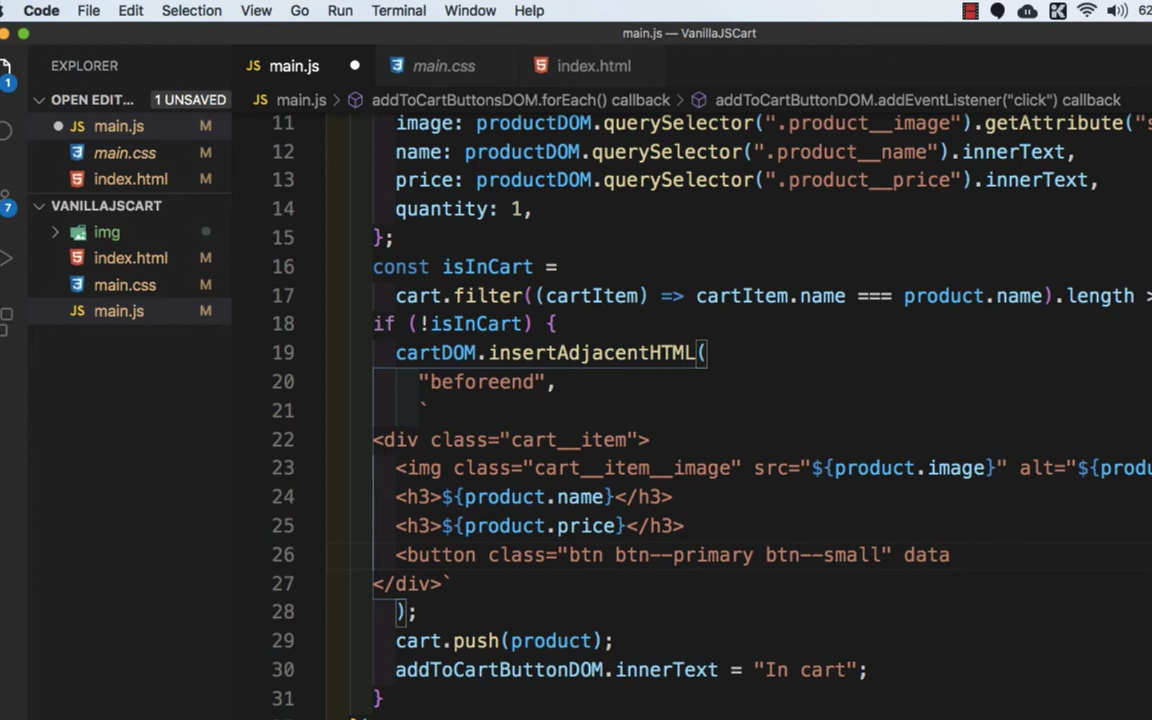 Code File Edit Selection View Go Run Terminal Window Help 62
main.js — VanillaJSCart
EXPLORER
JS main.js main.css index.html
1
OPEN EDIT... 1 UNSAVED
JS main.js > addToCartButtonsDOM.forEach() callback > addToCartButtonDOM.addEventListener("click") callback
JS main.js M
main.css M
index.html M
7
VANILLAJSCART
img
index.html M
main.css M
JS main.js M
11 image: productDOM.querySelector(".product__image").getAttribute("s
12 name: productDOM.querySelector(".product__name").innerText,
13 price: productDOM.querySelector(".product__price").innerText,
14 quantity: 1,
15 };
16 const isInCart =
17 cart.filter((cartItem) => cartItem.name === product.name).length >
18 if (!isInCart) {
19 cartDOM.insertAdjacentHTML(
20 "beforeend",
21 `
22 <div class="cart__item">
23 <img class="cart__item__image" src="${product.image}" alt="${produ
24 <h3>${product.name}</h3>
25 <h3>${product.price}</h3>
26 <button class="btn btn--primary btn--small" data
27 </div>`
28 );
29 cart.push(product);
30 addToCartButtonDOM.innerText = "In cart";
31 }